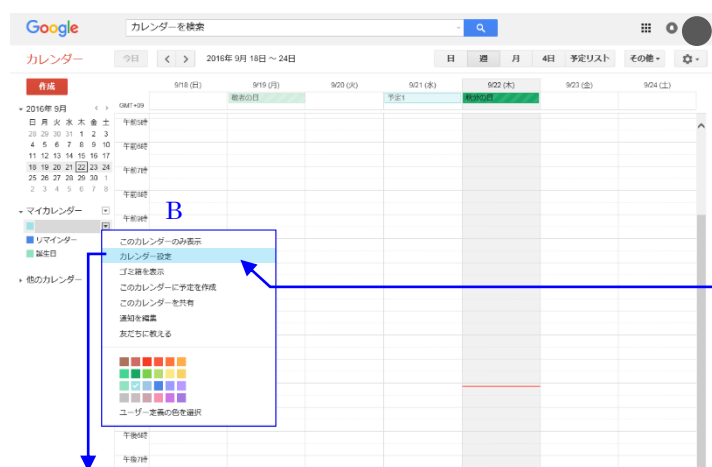 Google カレンダーを検索
カレンダー 今日 < > 2016年 9月 18日 ～ 24日 日 週 月 4日 予定リスト その他
作成
9/18 (日) 9/19 (月) 9/20 (火) 9/21 (水) 9/22 (木) 9/23 (金) 9/24 (土)
2016年 9月 < >
GMT+09 敬老の日 予定1 秋分の日
日 月 火 水 木 金 土
28 29 30 31 1 2 3
4 5 6 7 8 9 10
11 12 13 14 15 16 17
18 19 20 21 22 23 24
25 26 27 28 29 30 1
2 3 4 5 6 7 8
午前5時
午前6時
午前7時
午前8時
午前9時
マイカレンダー
リマインダー
誕生日
他のカレンダー
B
このカレンダーのみ表示
カレンダー設定
ゴミ箱を表示
このカレンダーに予定を作成
このカレンダーを共有
通知を編集
友だちに教える
ユーザー定義の色を選択
午後6時
午後7時